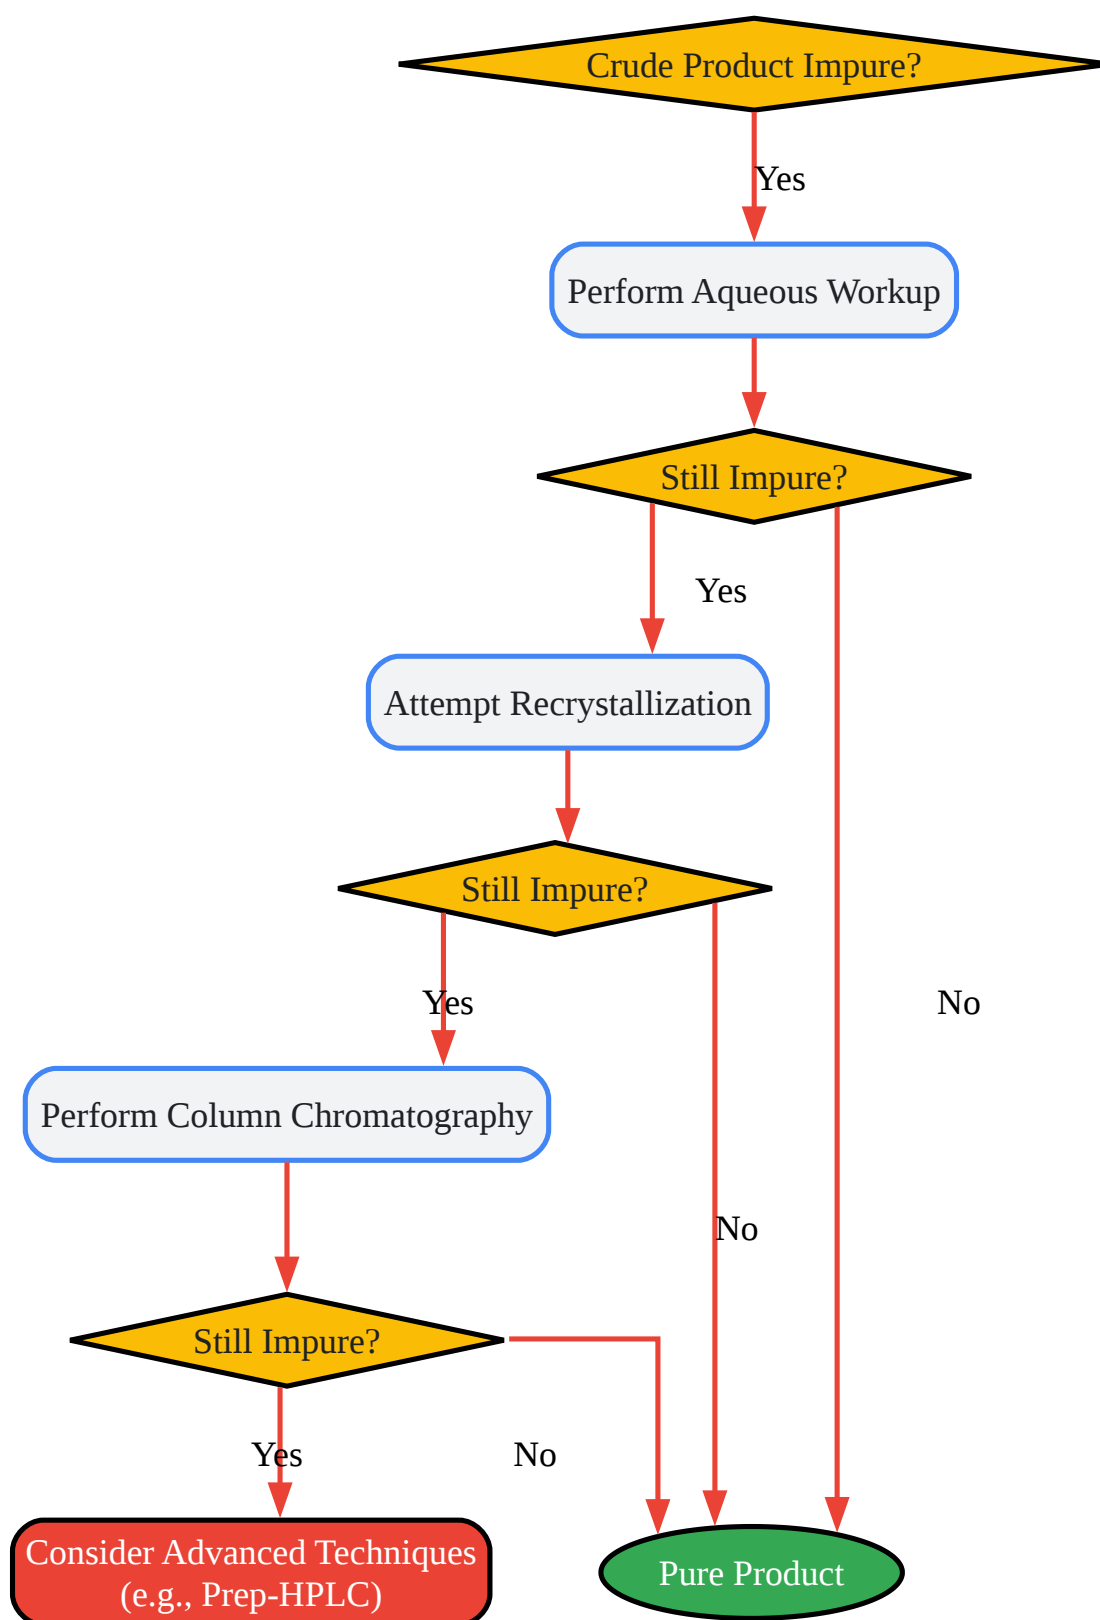 Crude Product Impure?
Yes
Perform Aqueous Workup
Still Impure?
Yes
Attempt Recrystallization
Still Impure?
Yes
No
Perform Column Chromatography
No
Still Impure?
Yes
No
Consider Advanced Techniques
(e.g., Prep-HPLC)
Pure Product